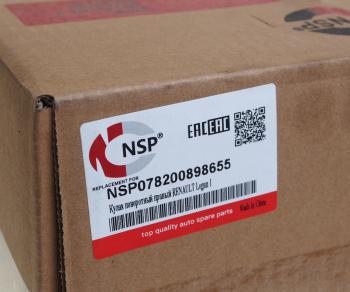 NSP
NSP®
EAC EAC
REPLACEMENT FOR
NSP078200898655
Кулак поворотный правый RENAULT Logan I
Made in China
top quality auto spare parts